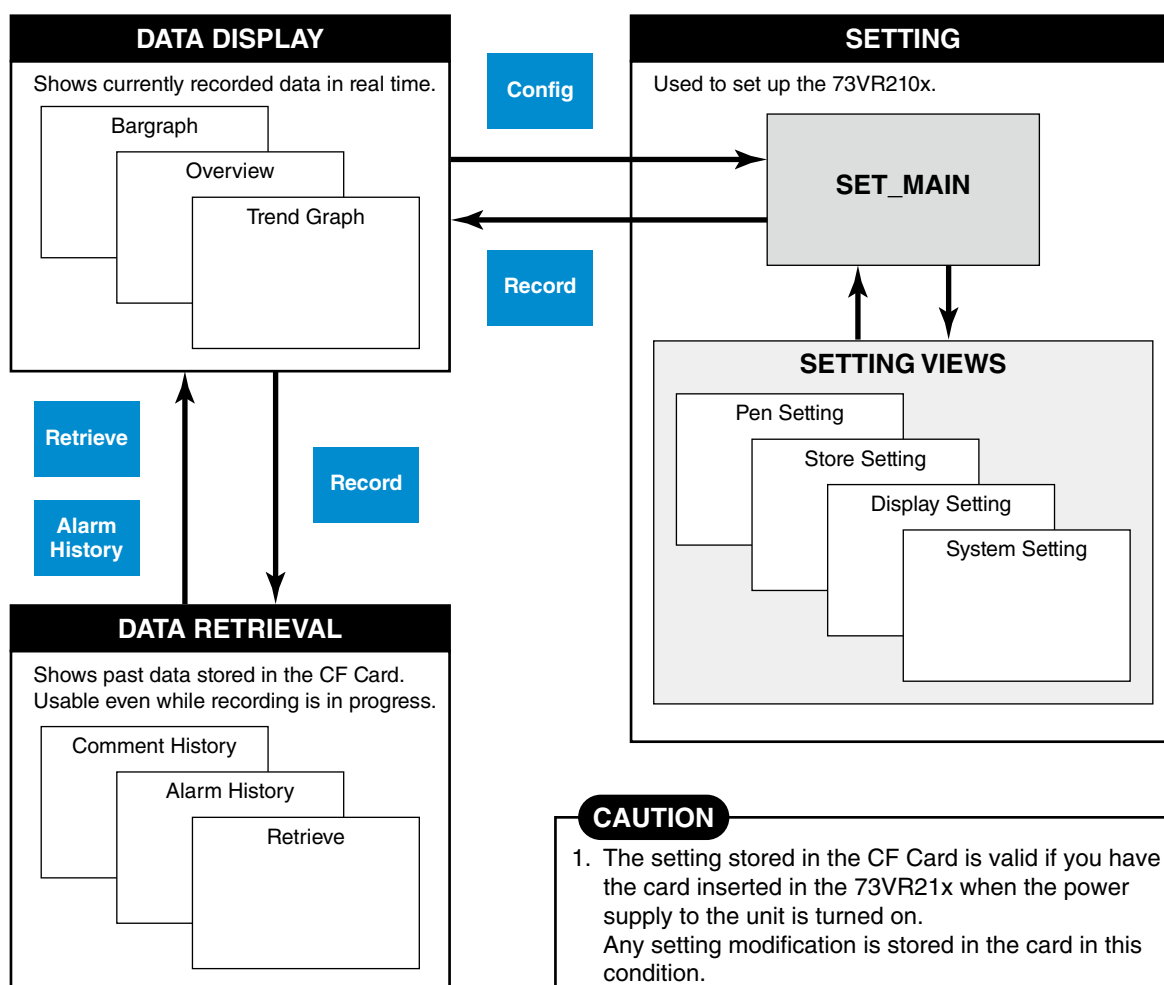 DATA DISPLAY
Shows currently recorded data in real time.
Bargraph
Overview
Trend Graph
Config
Record
SETTING
Used to set up the 73VR210x.
SET_MAIN
SETTING VIEWS
Pen Setting
Store Setting
Display Setting
System Setting
Retrieve
Alarm
History
Record
DATA RETRIEVAL
Shows past data stored in the CF Card.
Usable even while recording is in progress.
Comment History
Alarm History
Retrieve
CAUTION
1. The setting stored in the CF Card is valid if you have
the card inserted in the 73VR21x when the power
supply to the unit is turned on.
Any setting modification is stored in the card in this
condition.